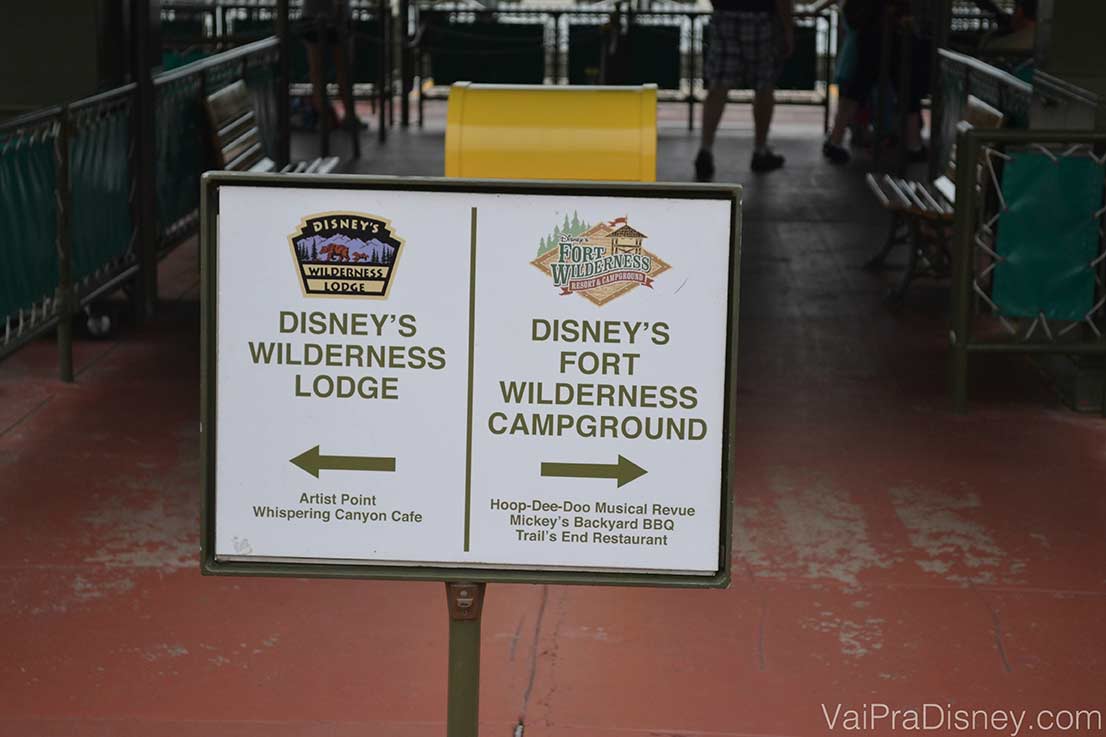 DISNEY'S
WILDERNESS
LODGE
DISNEY'S
WILDERNESS
LODGE
Artist Point
Whispering Canyon Cafe
Disney's
FORT
WILDERNESS
RESORT & CAMPGROUND
DISNEY'S
FORT
WILDERNESS
CAMPGROUND
Hoop-Dee-Doo Musical Revue
Mickey's Backyard BBQ
Trail's End Restaurant
VaiPraDisney.com